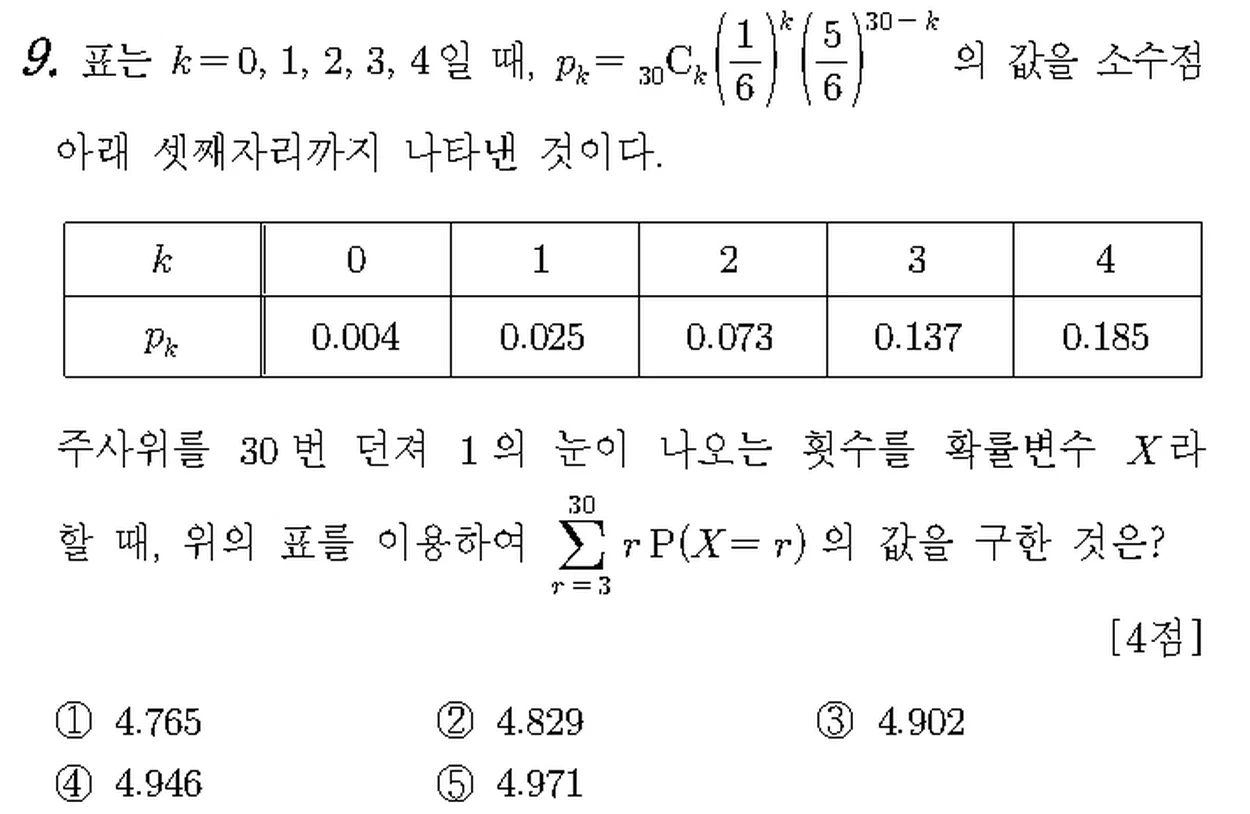 9. 표는 k=0, 1, 2, 3, 4일 때, p_k = ₃₀C_k (1/6)^k (5/6)^(30-k) 의 값을 소수점
아래 셋째자리까지 나타낸 것이다.
k 0 1 2 3 4
p_k 0.004 0.025 0.073 0.137 0.185
주사위를 30 번 던져 1 의 눈이 나오는 횟수를 확률변수 X라
할 때, 위의 표를 이용하여 ∑_{r=3}^{30} r P(X=r) 의 값을 구한 것은?
[4점]
① 4.765 ② 4.829 ③ 4.902
④ 4.946 ⑤ 4.971